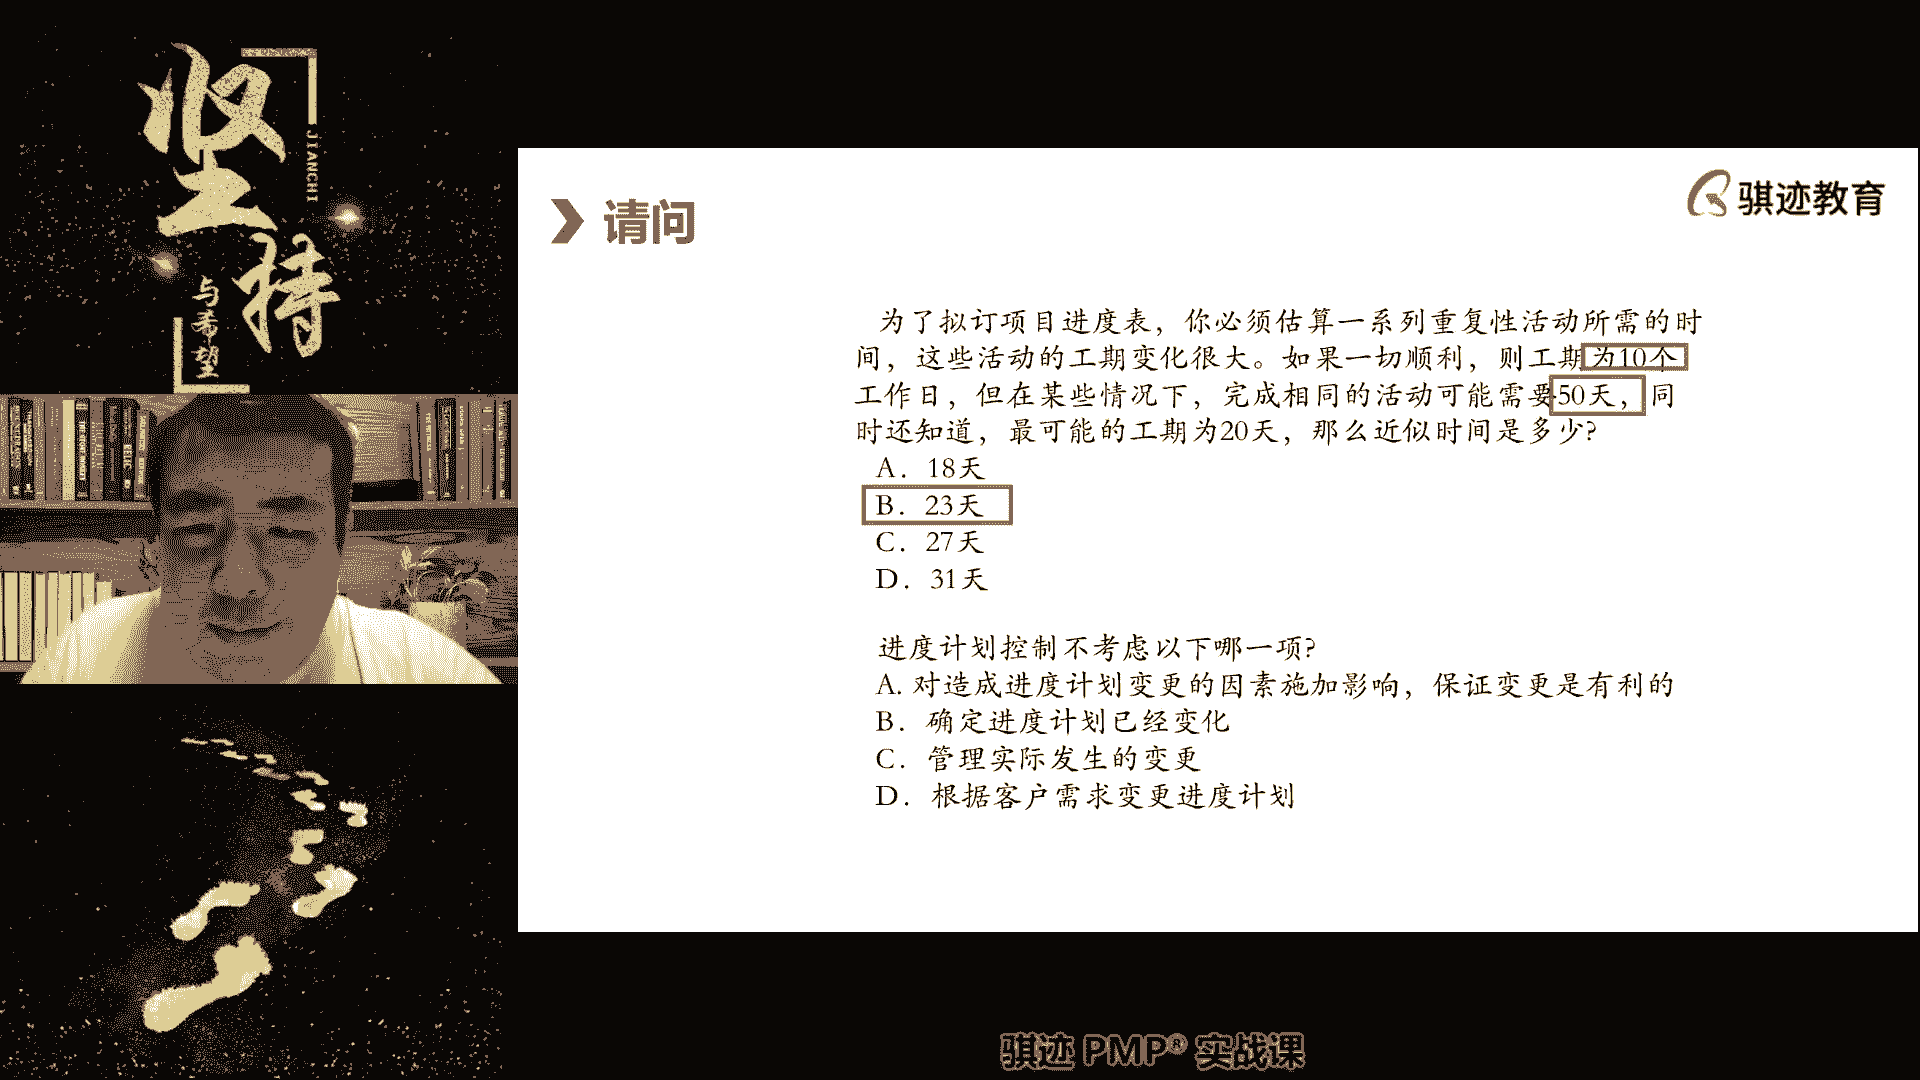 坚持
JIANCHI
与希望
请问
骐迹教育
为了拟订项目进度表，你必须估算一系列重复性活动所需的时
间，这些活动的工期变化很大。如果一切顺利，则工期为10个
工作日，但在某些情况下，完成相同的活动可能需要50天，同
时还知道，最可能的工期为20天，那么近似时间是多少?
A．18天
B．23天
C．27天
D．31天
进度计划控制不考虑以下哪一项?
A. 对造成进度计划变更的因素施加影响，保证变更是有利的
B．确定进度计划已经变化
C．管理实际发生的变更
D．根据客户需求变更进度计划
骐迹 PMP® 实战课